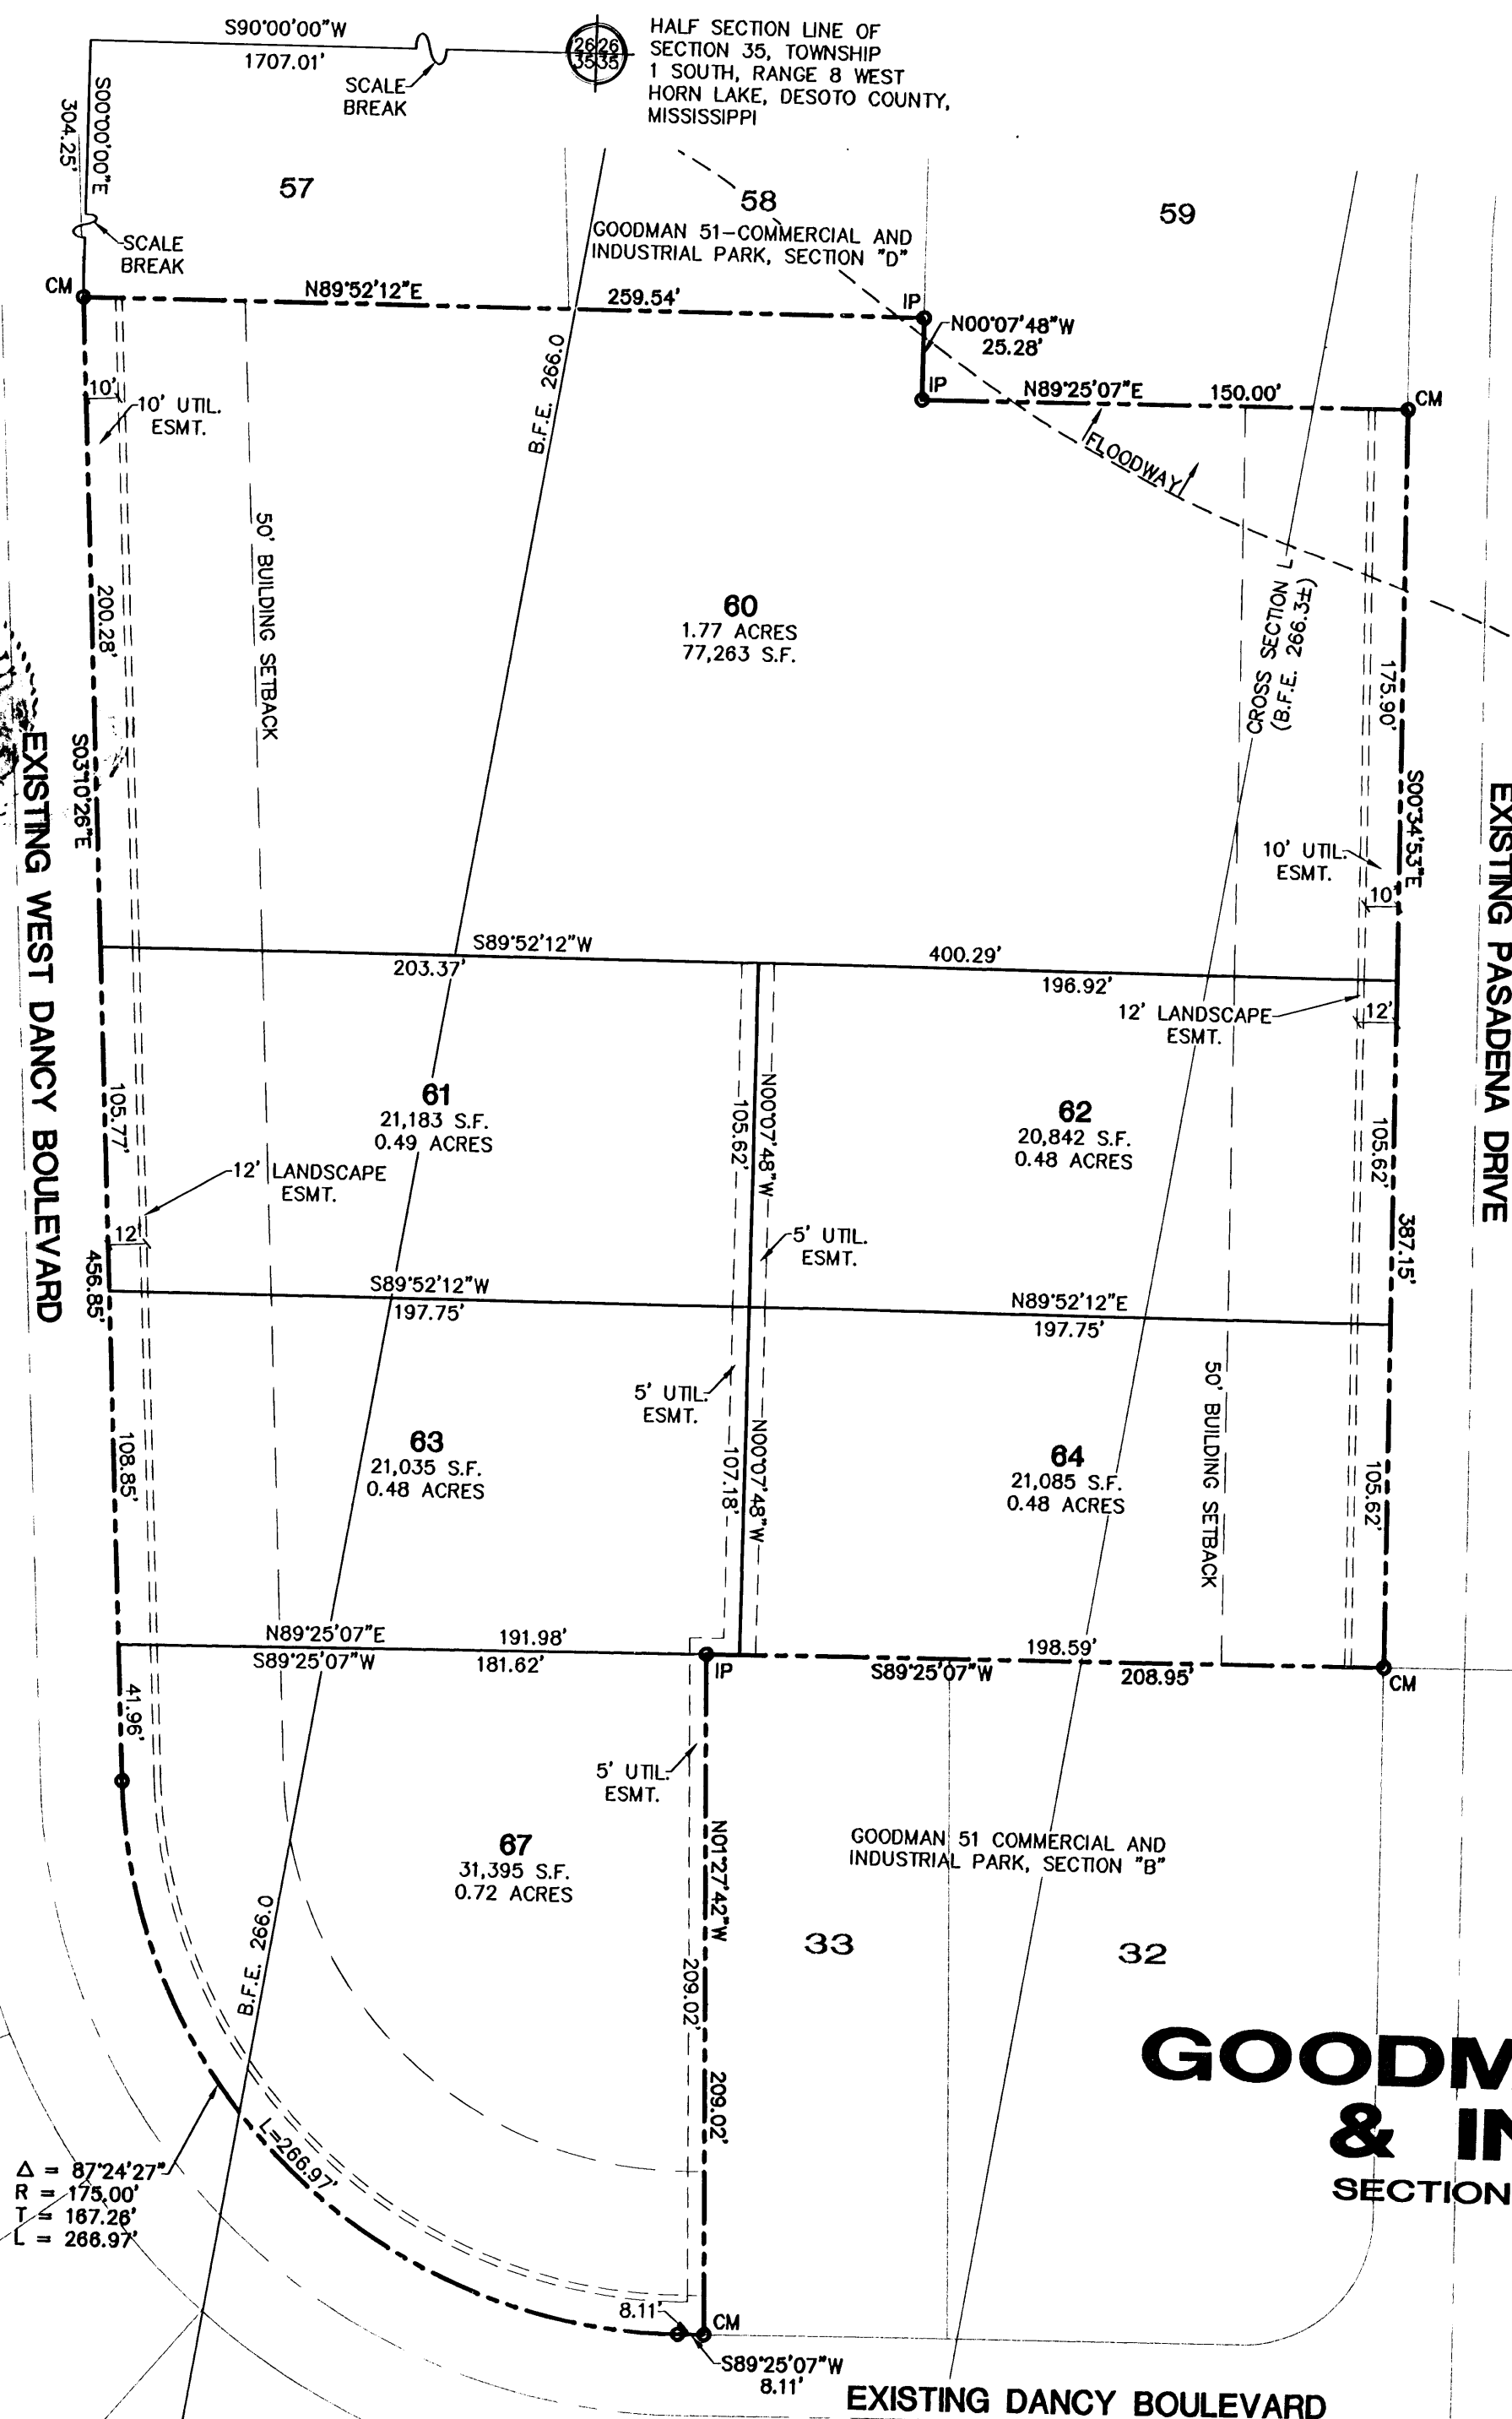 S90°00'00"W
1707.01'
SCALE
BREAK
26 26
35 35
HALF SECTION LINE OF
SECTION 35, TOWNSHIP
1 SOUTH, RANGE 8 WEST
HORN LAKE, DESOTO COUNTY,
MISSISSIPPI
S00°00'00"E
304.25'
SCALE
BREAK
57
58
59
GOODMAN 51-COMMERCIAL AND
INDUSTRIAL PARK, SECTION "D"
CM
N89°52'12"E
259.54'
IP
N00°07'48"W
25.28'
IP
N89°25'07"E
150.00'
CM
10'
10' UTIL.
ESMT.
B.F.E. 266.0
FLOODWAY
50' BUILDING SETBACK
200.28'
S03°10'26"E
60
1.77 ACRES
77,263 S.F.
CROSS SECTION L
(B.F.E. 266.3±)
175.90'
S00°34'53"E
10' UTIL.
ESMT.
10'
EXISTING WEST DANCY BOULEVARD
EXISTING PASADENA DRIVE
S89°52'12"W
400.29'
203.37'
196.92'
12' LANDSCAPE
ESMT.
12'
61
21,183 S.F.
0.49 ACRES
105.77'
12' LANDSCAPE
ESMT.
12'
456.85'
N00°07'48"W
105.62'
5' UTIL.
ESMT.
62
20,842 S.F.
0.48 ACRES
105.62'
387.15'
S89°52'12"W
197.75'
N89°52'12"E
197.75'
5' UTIL.
ESMT.
N00°07'48"W
107.18'
63
21,035 S.F.
0.48 ACRES
108.85'
64
21,085 S.F.
0.48 ACRES
50' BUILDING SETBACK
105.62'
N89°25'07"E
191.98'
S89°25'07"W
181.62'
IP
198.59'
S89°25'07"W
208.95'
CM
41.96'
5' UTIL.
ESMT.
67
31,395 S.F.
0.72 ACRES
N01°27'42"W
209.02'
209.02'
GOODMAN 51 COMMERCIAL AND
INDUSTRIAL PARK, SECTION "B"
33
32
B.F.E. 266.0
L=266.97'
Δ = 87°24'27"
R = 175.00'
T = 167.26'
L = 266.97'
8.11'
CM
S89°25'07"W
8.11'
EXISTING DANCY BOULEVARD
GOODM
& IN
SECTION